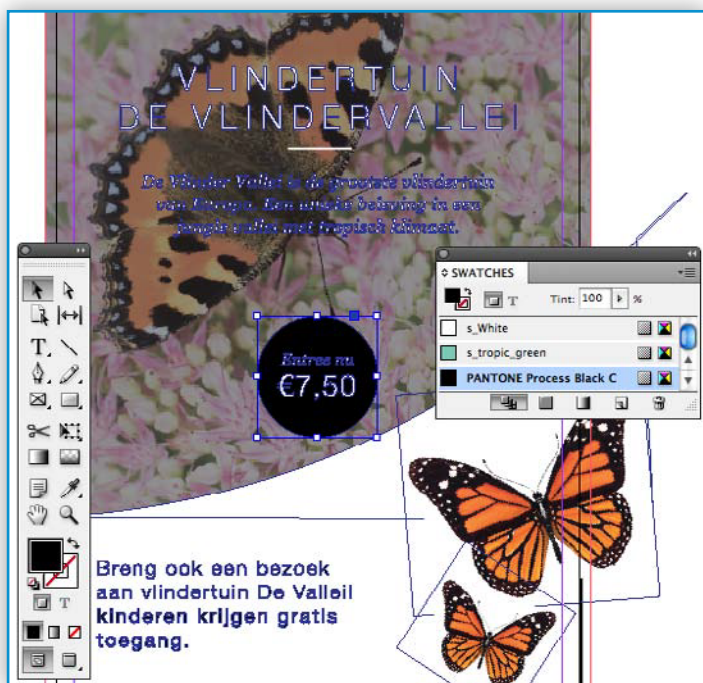 VLINDERTUIN
DE VLINDERVALLEI
De Vlinder Vallei is de grootste vlindertuin
van Europa. Een unieke beleving in een
jungle vallei met tropisch klimaat.
Entree nu
€7,50
SWATCHES
T
Tint: 100 %
s_White
s_tropic_green
PANTONE Process Black C
T
T
Breng ook een bezoek
aan vlindertuin De Vallei!
kinderen krijgen gratis
toegang.